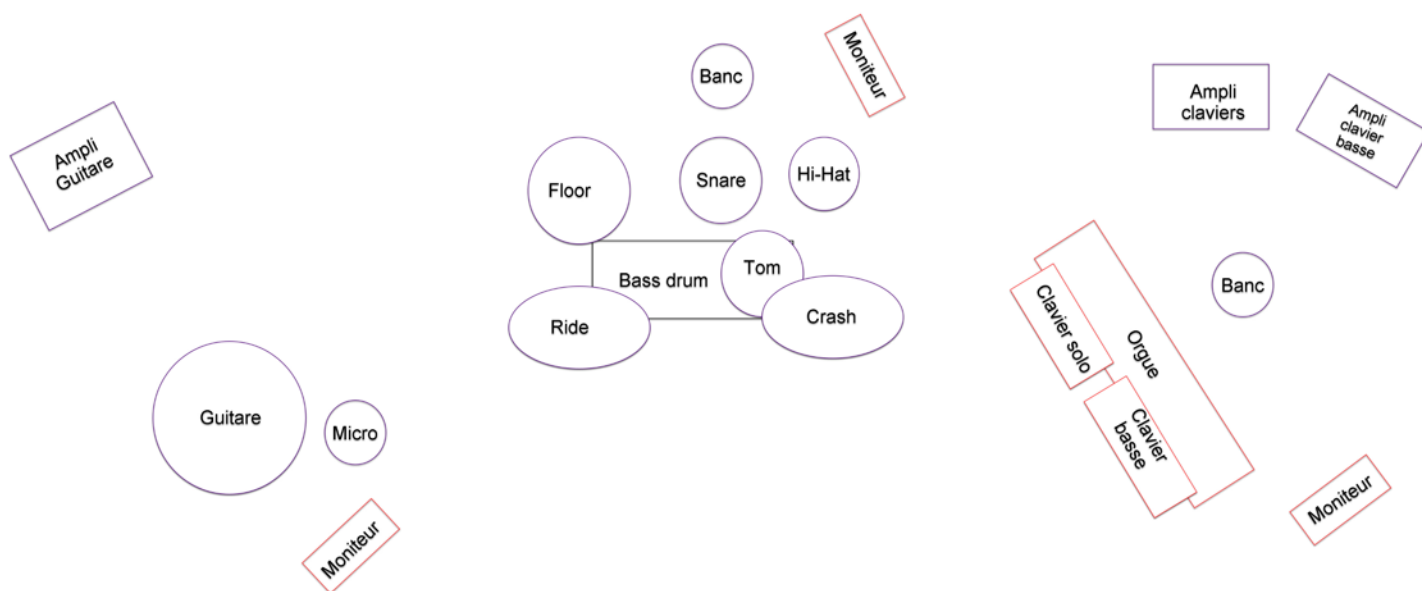 Banc
Moniteur
Ampli
claviers
Ampli
clavier
basse
Ampli
Guitare
Floor
Snare
Hi-Hat
Bass drum
Tom
Banc
Ride
Crash
Clavier solo
Orgue
Guitare
Micro
Clavier
basse
Moniteur
Moniteur